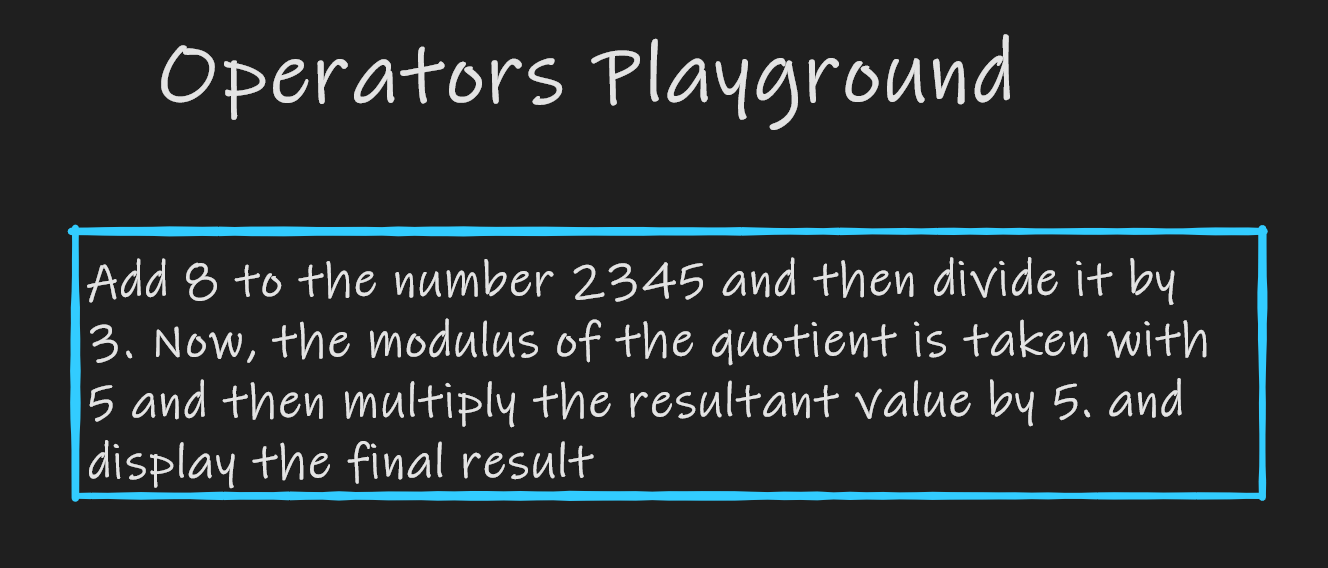 Operators Playground
Add 8 to the number 2345 and then divide it by
3. Now, the modulus of the quotient is taken with
5 and then multiply the resultant value by 5. and
display the final result